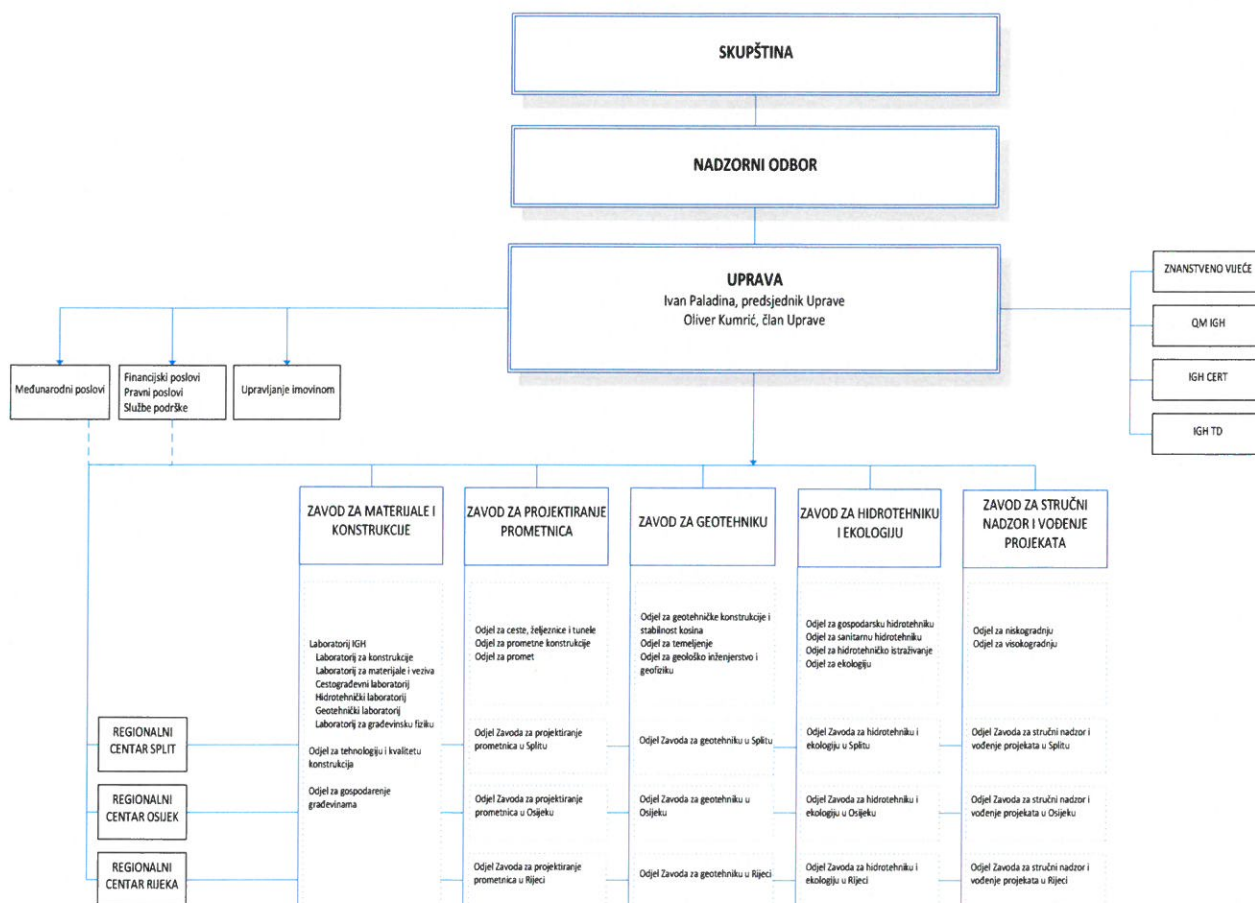 SKUPŠTINA
NADZORNI ODBOR
UPRAVA
Ivan Paladina, predsjednik Uprave
Oliver Kumrić, član Uprave
ZNANSTVENO VIJEĆE
QM IGH
IGH CERT
IGH TD
Međunarodni poslovi
Financijski poslovi
Pravni poslovi
Službe podrške
Upravljanje imovinom
ZAVOD ZA MATERIJALE I
KONSTRUKCIJE
ZAVOD ZA PROJEKTIRANJE
PROMETNICA
ZAVOD ZA GEOTEHNIKU
ZAVOD ZA HIDROTEHNIKU
I EKOLOGIJU
ZAVOD ZA STRUČNI
NADZOR I VOĐENJE
PROJEKATA
Laboratorij IGH
Laboratorij za konstrukcije
Laboratorij za materijale i veziva
Cestograđevni laboratorij
Hidrotehnički laboratorij
Geotehnički laboratorij
Laboratorij za građevinsku fiziku
Odjel za tehnologiju i kvalitetu
konstrukcija
Odjel za gospodarenje
građevinama
Odjel za ceste, željeznice i tunele
Odjel za prometne konstrukcije
Odjel za promet
Odjel za geotehničke konstrukcije i
stabilnost kosina
Odjel za temeljenje
Odjel za geološko inženjerstvo i
geofiziku
Odjel za gospodarsku hidrotehniku
Odjel za sanitarnu hidrotehniku
Odjel za hidrotehničko istraživanje
Odjel za ekologiju
Odjel za niskogradnju
Odjel za visokogradnju
REGIONALNI
CENTAR SPLIT
Odjel Zavoda za projektiranje
prometnica u Splitu
Odjel Zavoda za geotehniku u Splitu
Odjel Zavoda za hidrotehniku i
ekologiju u Splitu
Odjel Zavoda za stručni nadzor i
vođenje projekata u Splitu
REGIONALNI
CENTAR OSIJEK
Odjel Zavoda za projektiranje
prometnica u Osijeku
Odjel Zavoda za geotehniku u
Osijeku
Odjel Zavoda za hidrotehniku i
ekologiju u Osijeku
Odjel Zavoda za stručni nadzor i
vođenje projekata u Osijeku
REGIONALNI
CENTAR RIJEKA
Odjel Zavoda za projektiranje
prometnica u Rijeci
Odjel Zavoda za geotehniku u Rijeci
Odjel Zavoda za hidrotehniku i
ekologiju u Rijeci
Odjel Zavoda za stručni nadzor i
vođenje projekata u Rijeci